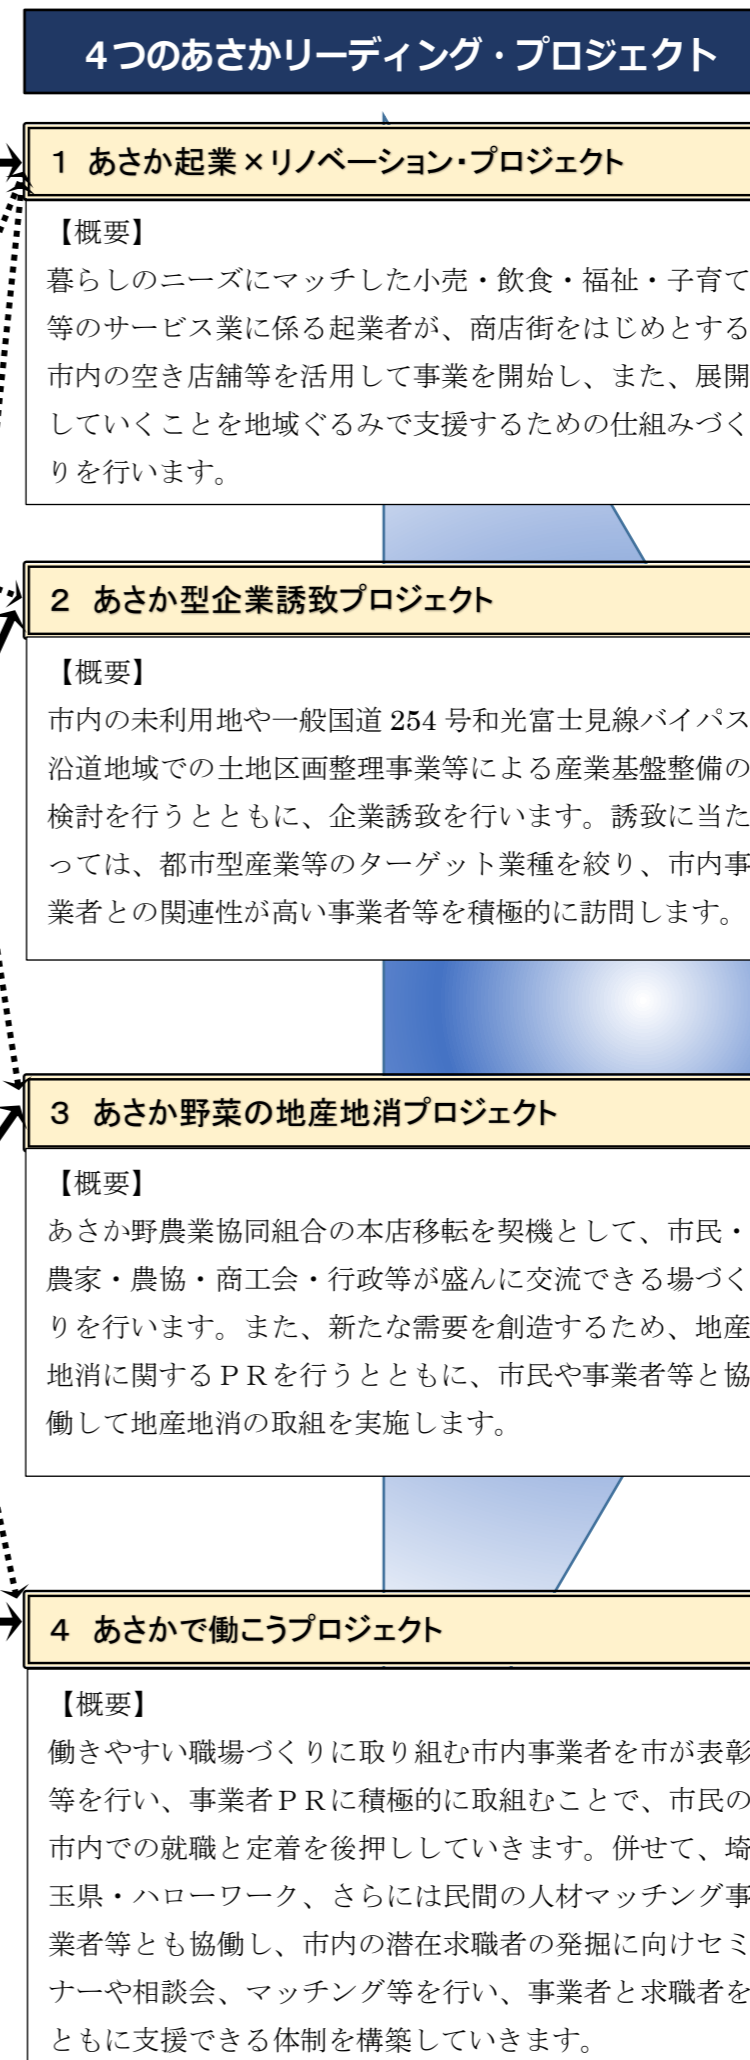 4つのあさかリーディング・プロジェクト
1 あさか起業×リノベーション・プロジェクト
【概要】
暮らしのニーズにマッチした小売・飲食・福祉・子育て
等のサービス業に係る起業者が、商店街をはじめとする
市内の空き店舗等を活用して事業を開始し、また、展開
していくことを地域ぐるみで支援するための仕組みづく
りを行います。
2 あさか型企業誘致プロジェクト
【概要】
市内の未利用地や一般国道 254 号和光富士見線バイパス
沿道地域での土地区画整理事業等による産業基盤整備の
検討を行うとともに、企業誘致を行います。誘致に当た
っては、都市型産業等のターゲット業種を絞り、市内事
業者との関連性が高い事業者等を積極的に訪問します。
3 あさか野菜の地産地消プロジェクト
【概要】
あさか野農業協同組合の本店移転を契機として、市民・
農家・農協・商工会・行政等が盛んに交流できる場づく
りを行います。また、新たな需要を創造するため、地産
地消に関するＰＲを行うとともに、市民や事業者等と協
働して地産地消の取組を実施します。
4 あさかで働こうプロジェクト
【概要】
働きやすい職場づくりに取り組む市内事業者を市が表彰
等を行い、事業者ＰＲに積極的に取組むことで、市民の
市内での就職と定着を後押ししていきます。併せて、埼
玉県・ハローワーク、さらには民間の人材マッチング事
業者等とも協働し、市内の潜在求職者の発掘に向けセミ
ナーや相談会、マッチング等を行い、事業者と求職者を
ともに支援できる体制を構築していきます。